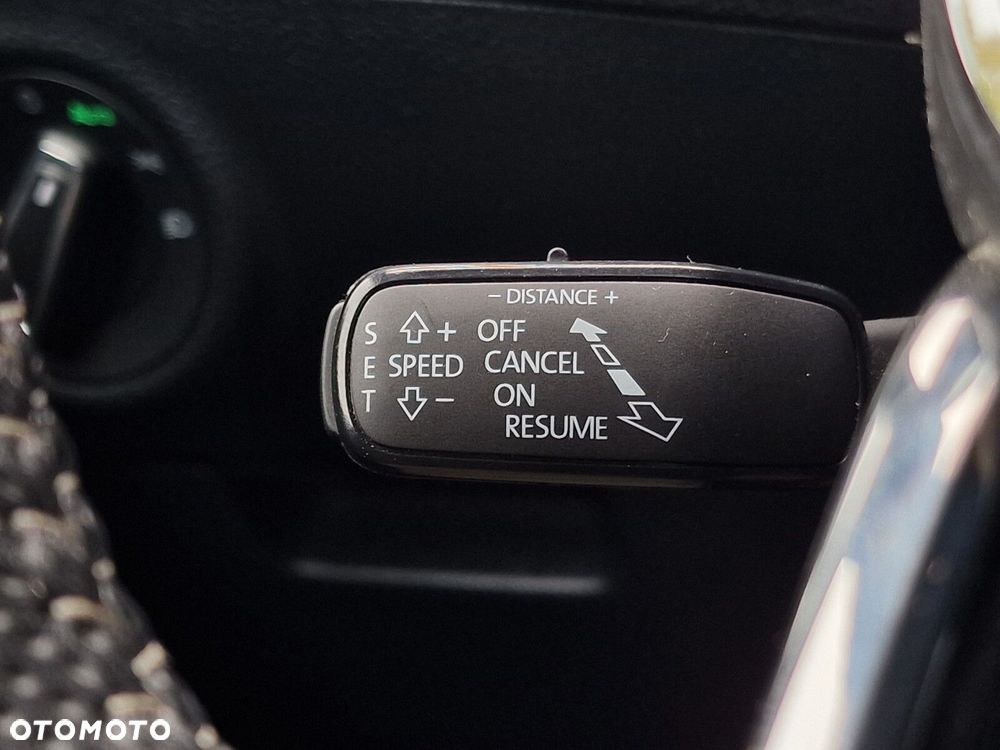 − DISTANCE +
S + OFF
E SPEED CANCEL
T − ON
RESUME
OTOMOTO